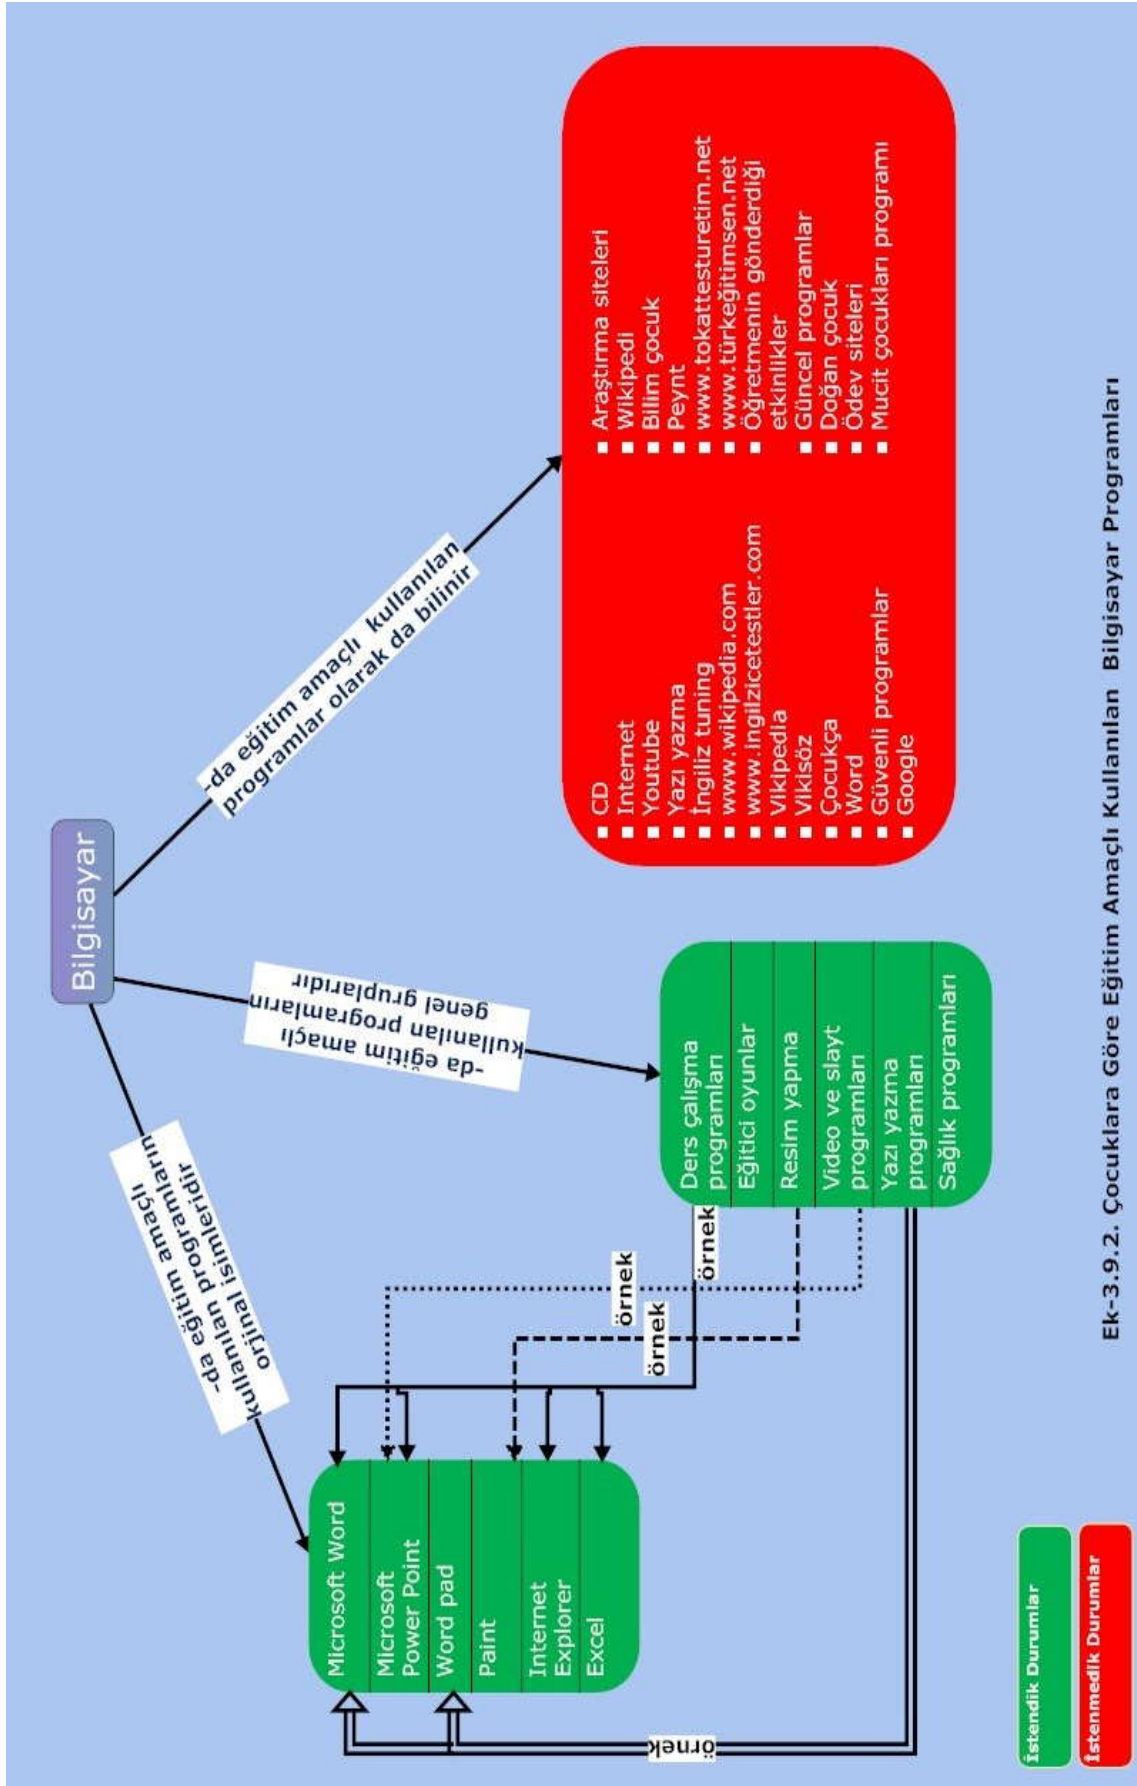 Bilgisayar
-da eğitim amaçlı
kullanılan programların
orjinal isimleridir
-da eğitim amaçlı
kullanılan programların
genel gruplarıdır
-da eğitim amaçlı kullanılan
programlar olarak da bilinir
Microsoft Word
Microsoft
Power Point
Word pad
Paint
Internet
Explorer
Excel
örnek
örnek
örnek
örnek
Ders çalışma
programları
Eğitici oyunlar
Resim yapma
Video ve slayt
programları
Yazı yazma
programları
Sağlık programları
CD
Internet
Youtube
Yazı yazma
İngiliz tuning
www.wikipedia.com
www.ingilzicetestler.com
Vikipedia
Vikisöz
Çocukça
Word
Güvenli programlar
Google
Araştırma siteleri
Wikipedi
Bilim çocuk
Peynt
www.tokattesturetim.net
www.türkeğitimsen.net
Öğretmenin gönderdiği
etkinlikler
Güncel programlar
Doğan çocuk
Ödev siteleri
Mucit çocukları programı
İstendik Durumlar
İstenmedik Durumlar
Ek-3.9.2. Çocuklara Göre Eğitim Amaçlı Kullanılan Bilgisayar Programları